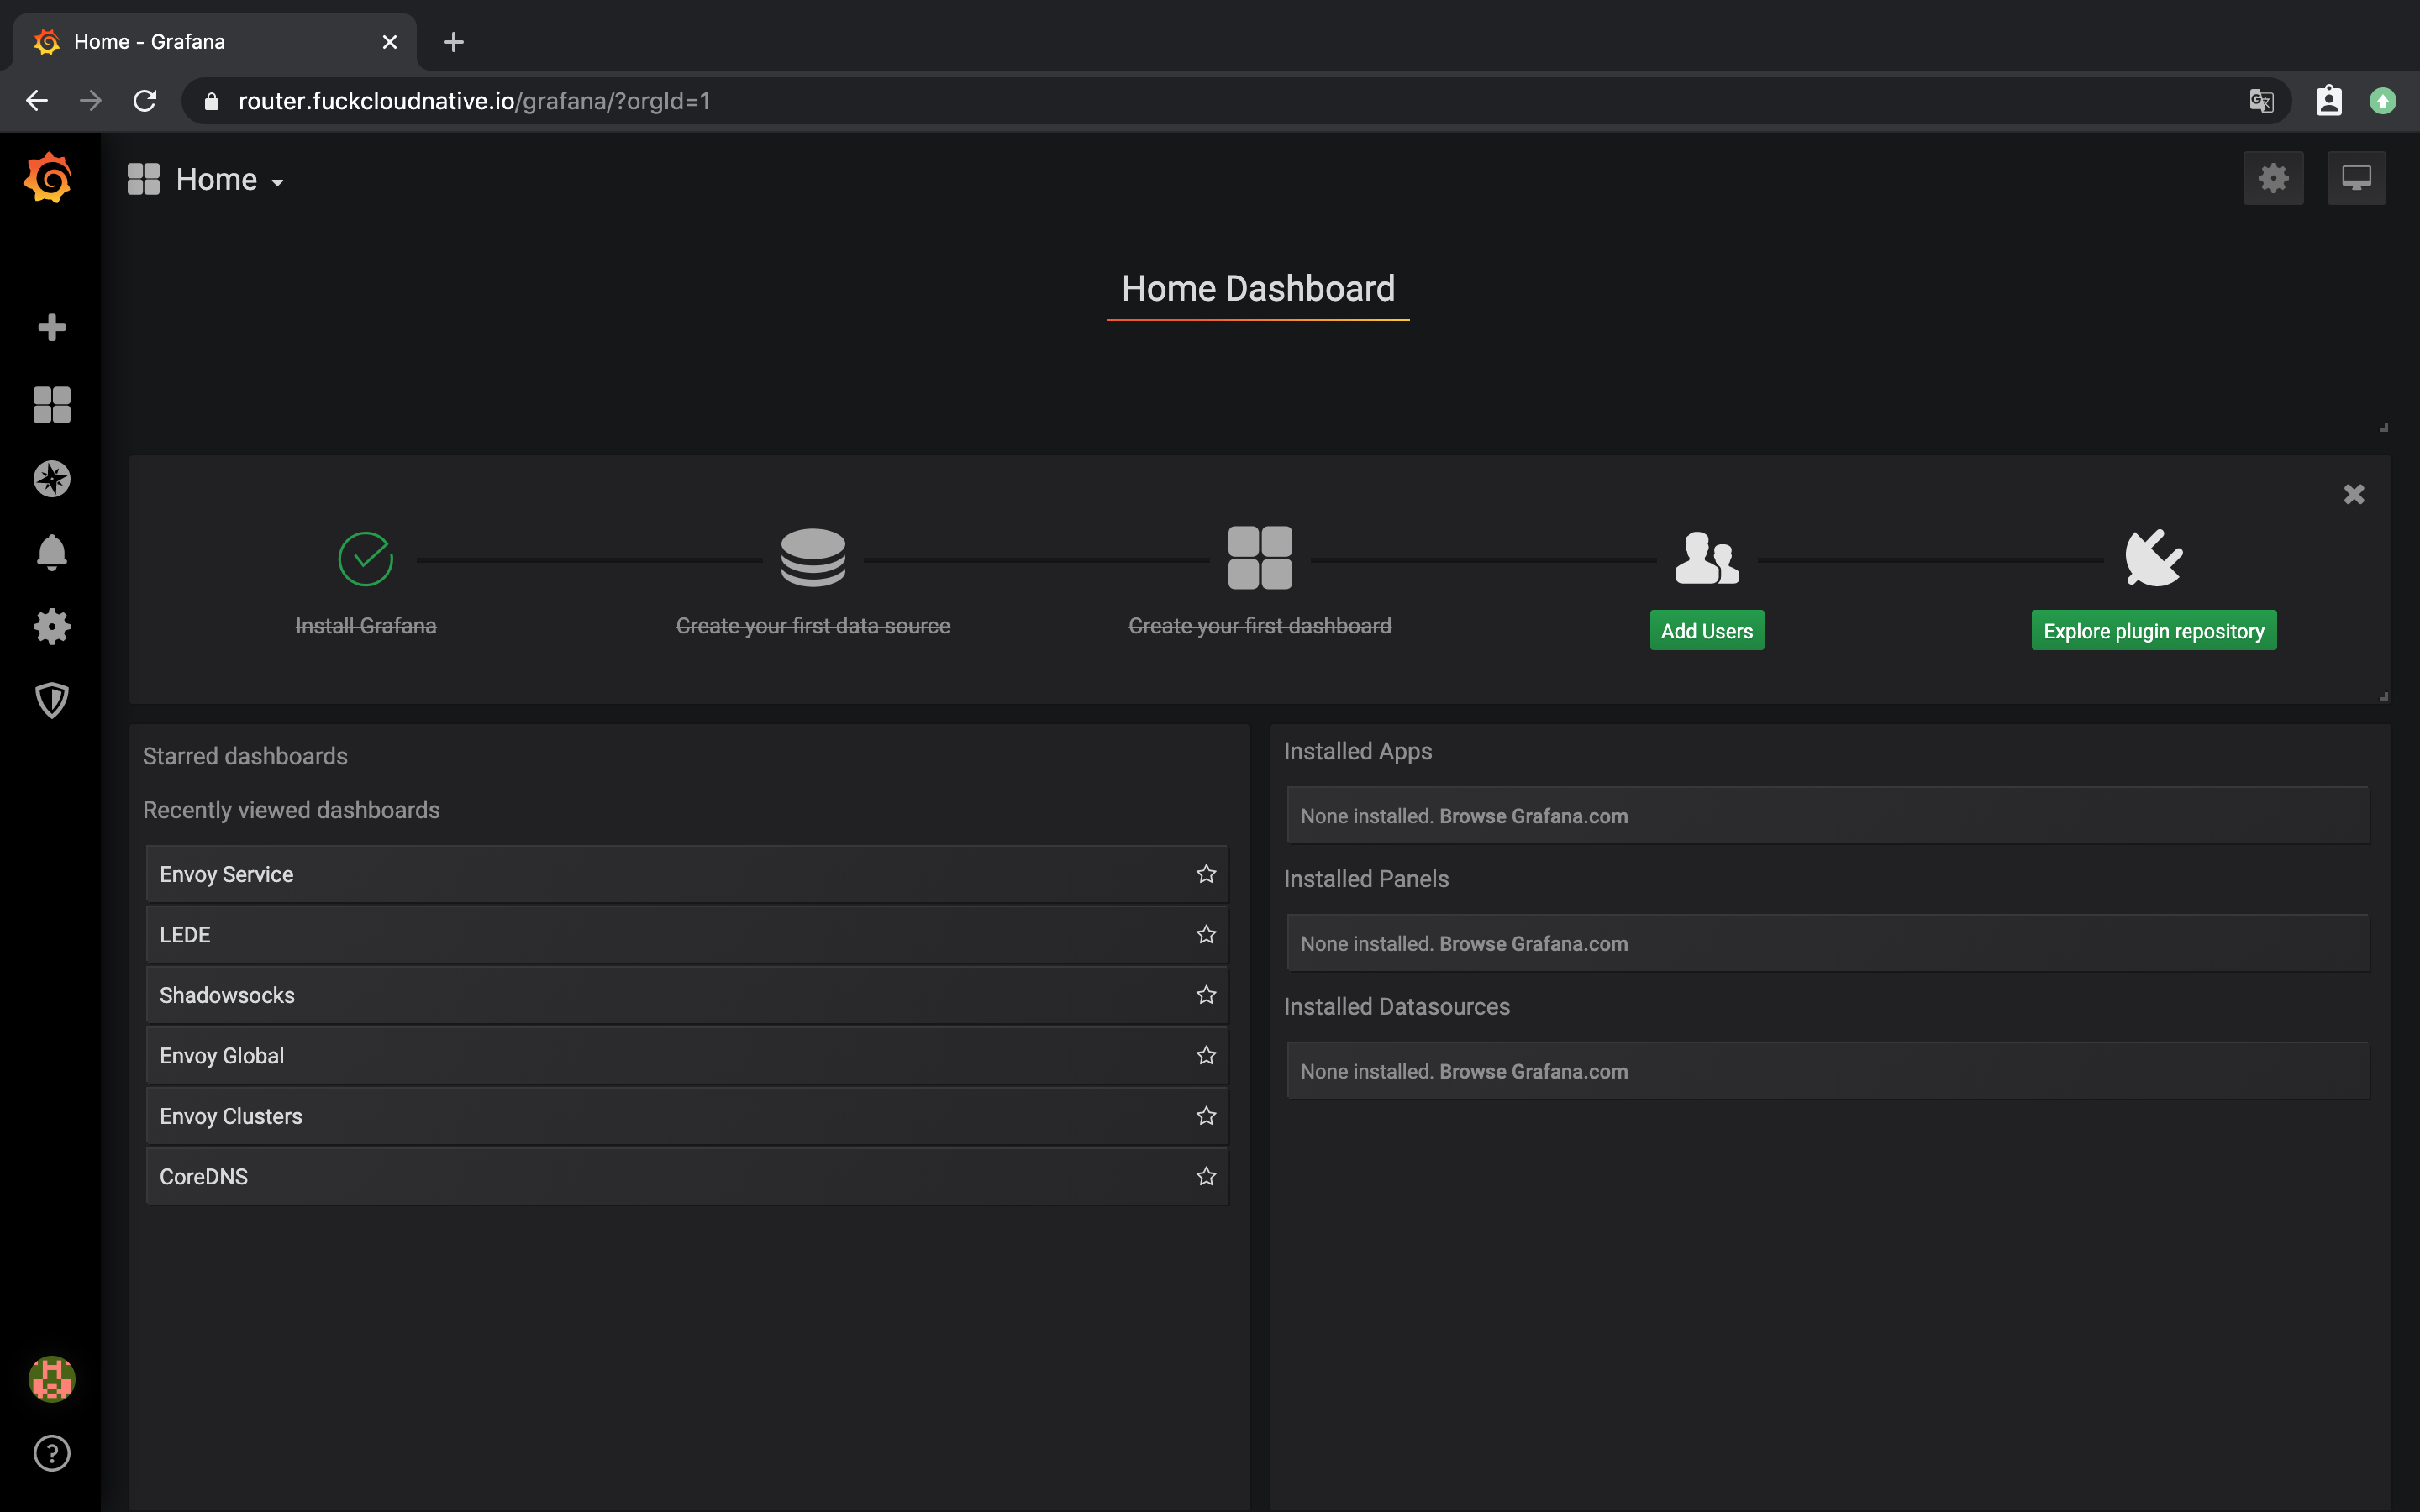 Home - Grafana
router.fuckcloudnative.io/grafana/?orgId=1
Home
Home Dashboard
Install Grafana
Create your first data source
Create your first dashboard
Add Users
Explore plugin repository
Starred dashboards
Recently viewed dashboards
Envoy Service
LEDE
Shadowsocks
Envoy Global
Envoy Clusters
CoreDNS
Installed Apps
None installed. Browse Grafana.com
Installed Panels
None installed. Browse Grafana.com
Installed Datasources
None installed. Browse Grafana.com